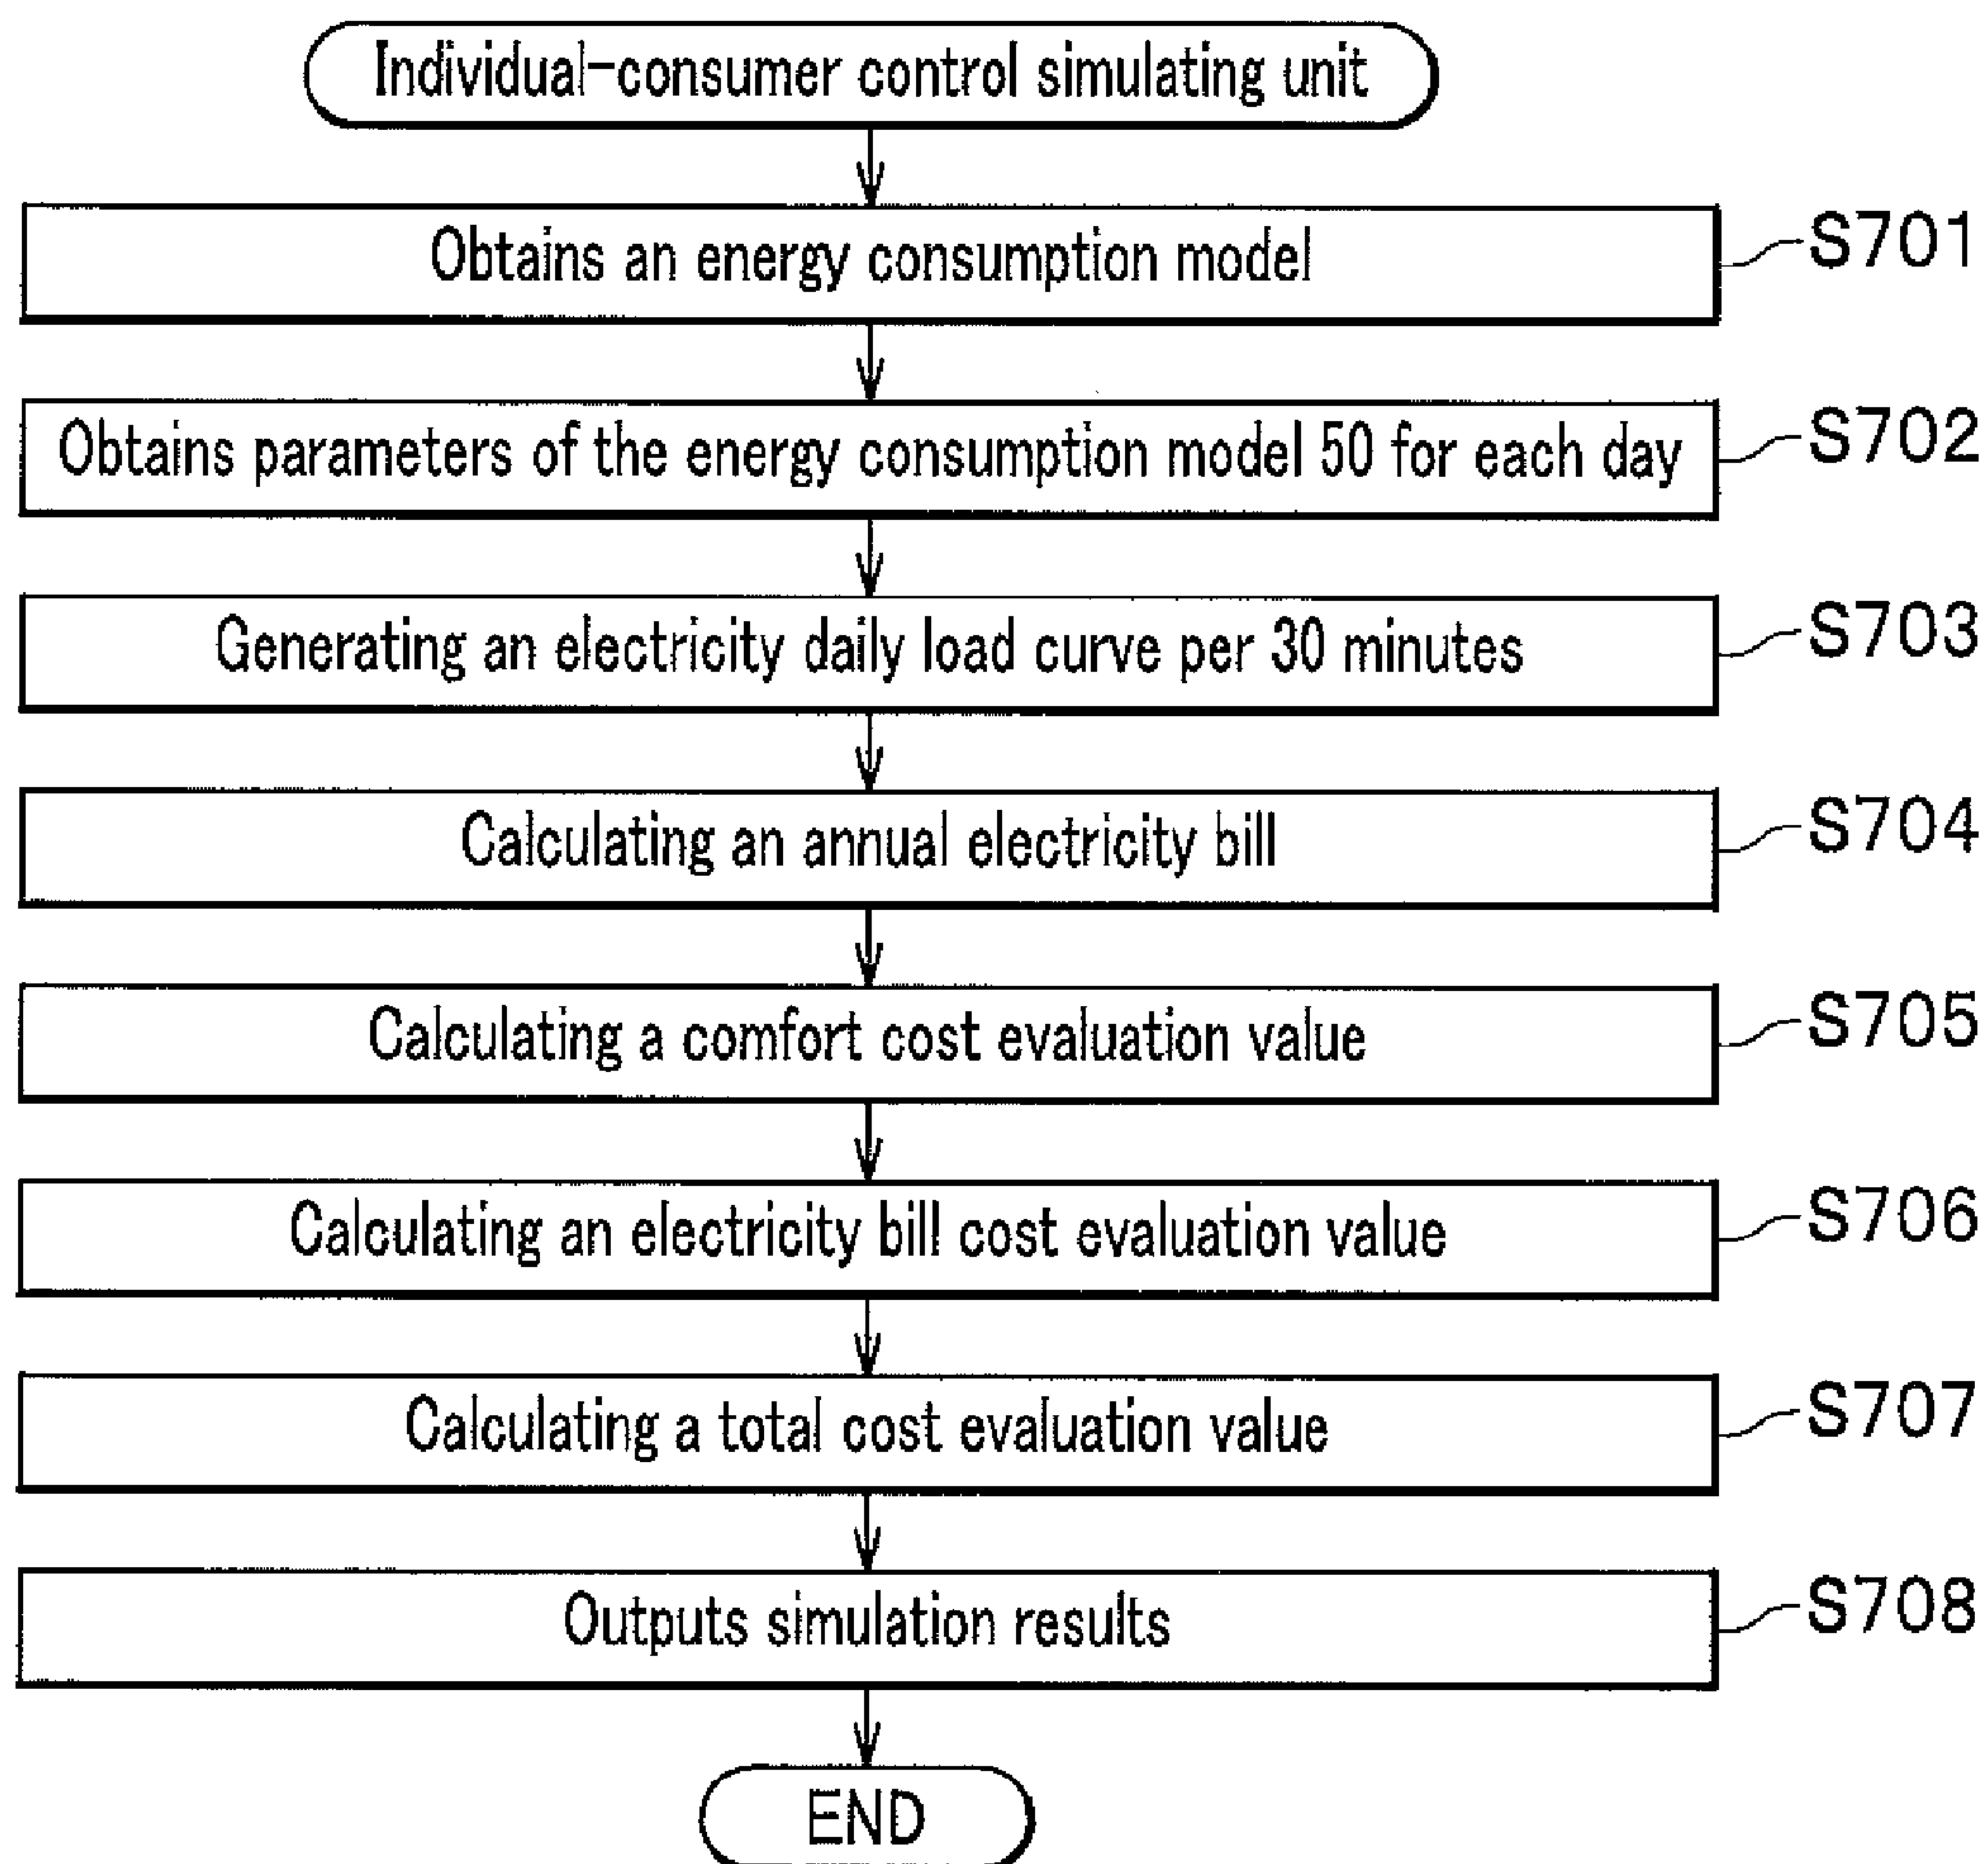 Individual-consumer control simulating unit
Obtains an energy consumption model
S701
Obtains parameters of the energy consumption model 50 for each day
S702
Generating an electricity daily load curve per 30 minutes
S703
Calculating an annual electricity bill
S704
Calculating a comfort cost evaluation value
S705
Calculating an electricity bill cost evaluation value
S706
Calculating a total cost evaluation value
S707
Outputs simulation results
S708
END